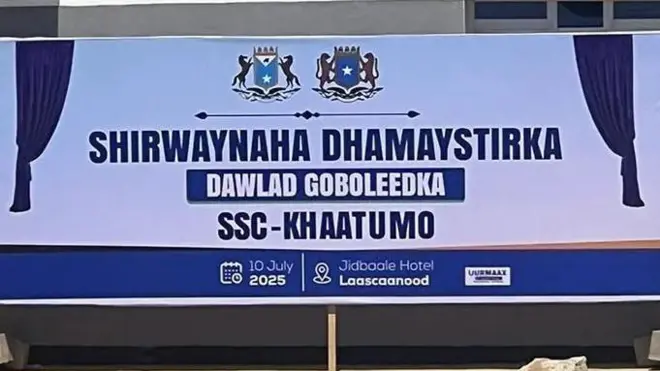 SHIRWAYNAHA DHAMAYSTIRKA
DAWLAD GOBOLEEDKA
SSC-KHAATUMO
10 July
2025
Jidbaale Hotel
Laascaanood
UURMAAX